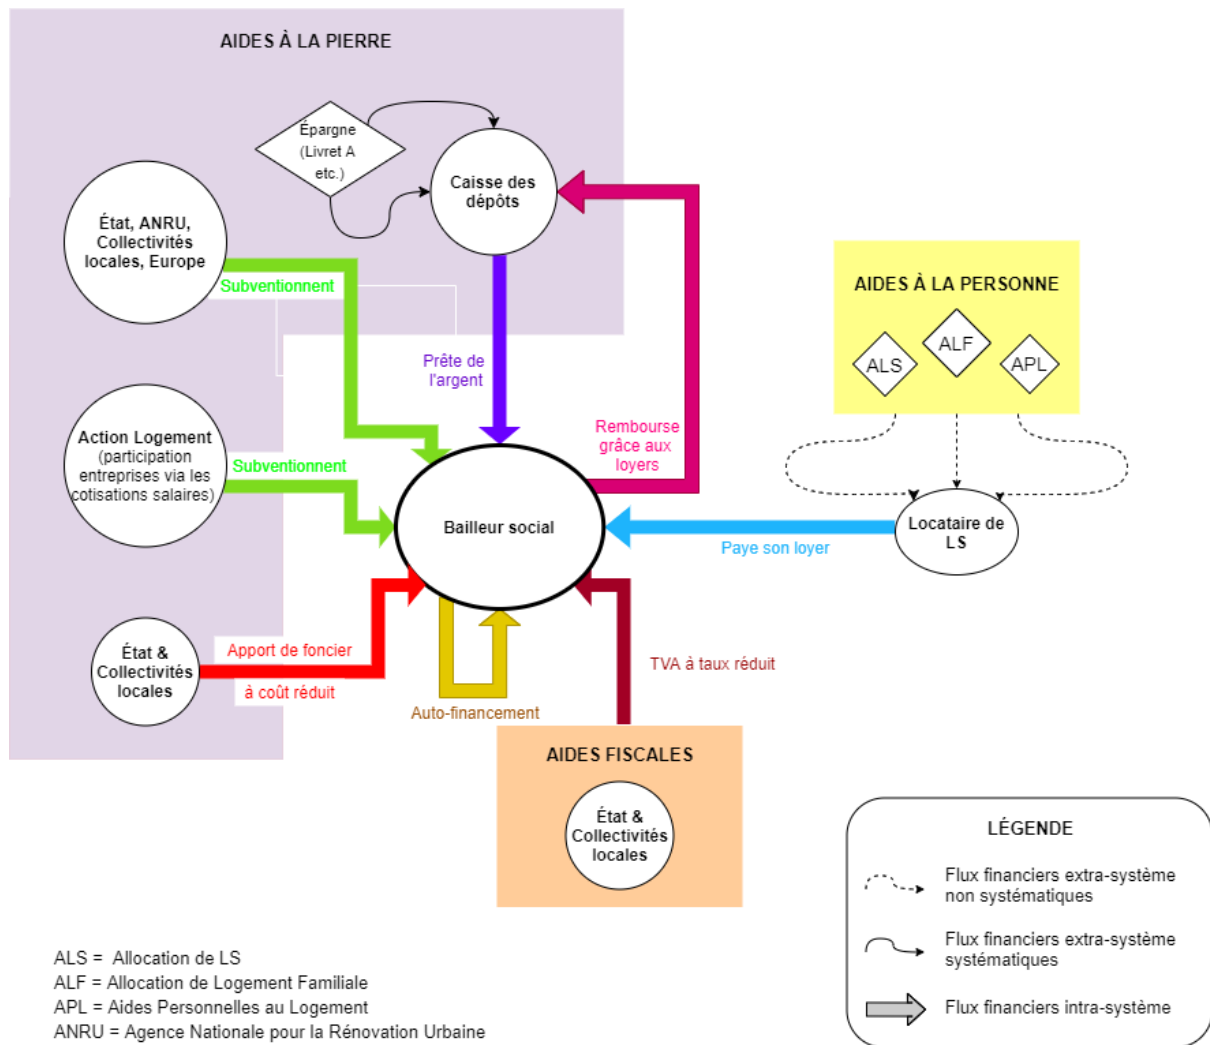 AIDES À LA PIERRE
Épargne
(Livret A
etc.)
Caisse des
dépôts
État, ANRU,
Collectivités
locales, Europe
Subventionnent
AIDES À LA PERSONNE
ALS
ALF
APL
Prête de
l'argent
Rembourse
grâce aux
loyers
Action Logement
(participation
entreprises via les
cotisations salaires)
Subventionnent
Bailleur social
Paye son loyer
Locataire de
LS
État &
Collectivités
locales
Apport de foncier
à coût réduit
Auto-financement
TVA à taux réduit
AIDES FISCALES
État &
Collectivités
locales
LÉGENDE
Flux financiers extra-système
non systématiques
Flux financiers extra-système
systématiques
Flux financiers intra-système
ALS = Allocation de LS
ALF = Allocation de Logement Familiale
APL = Aides Personnelles au Logement
ANRU = Agence Nationale pour la Rénovation Urbaine